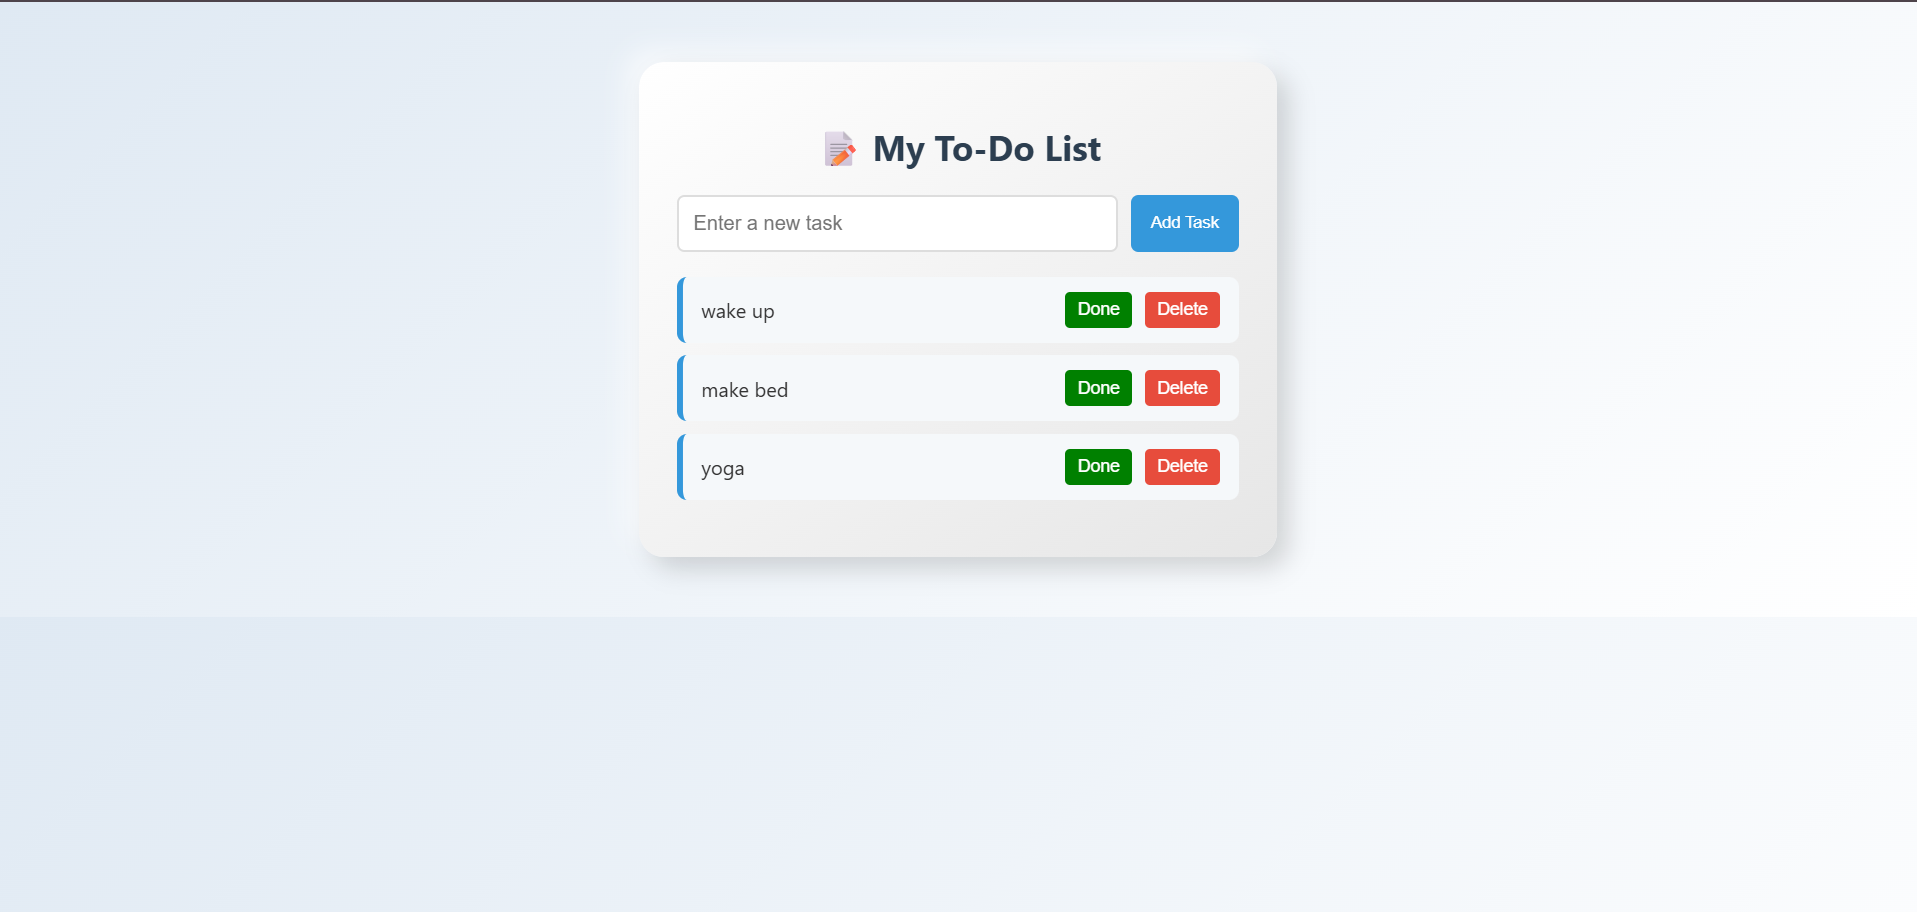 My To-Do List
Enter a new task
Add Task
wake up
Done
Delete
make bed
Done
Delete
yoga
Done
Delete